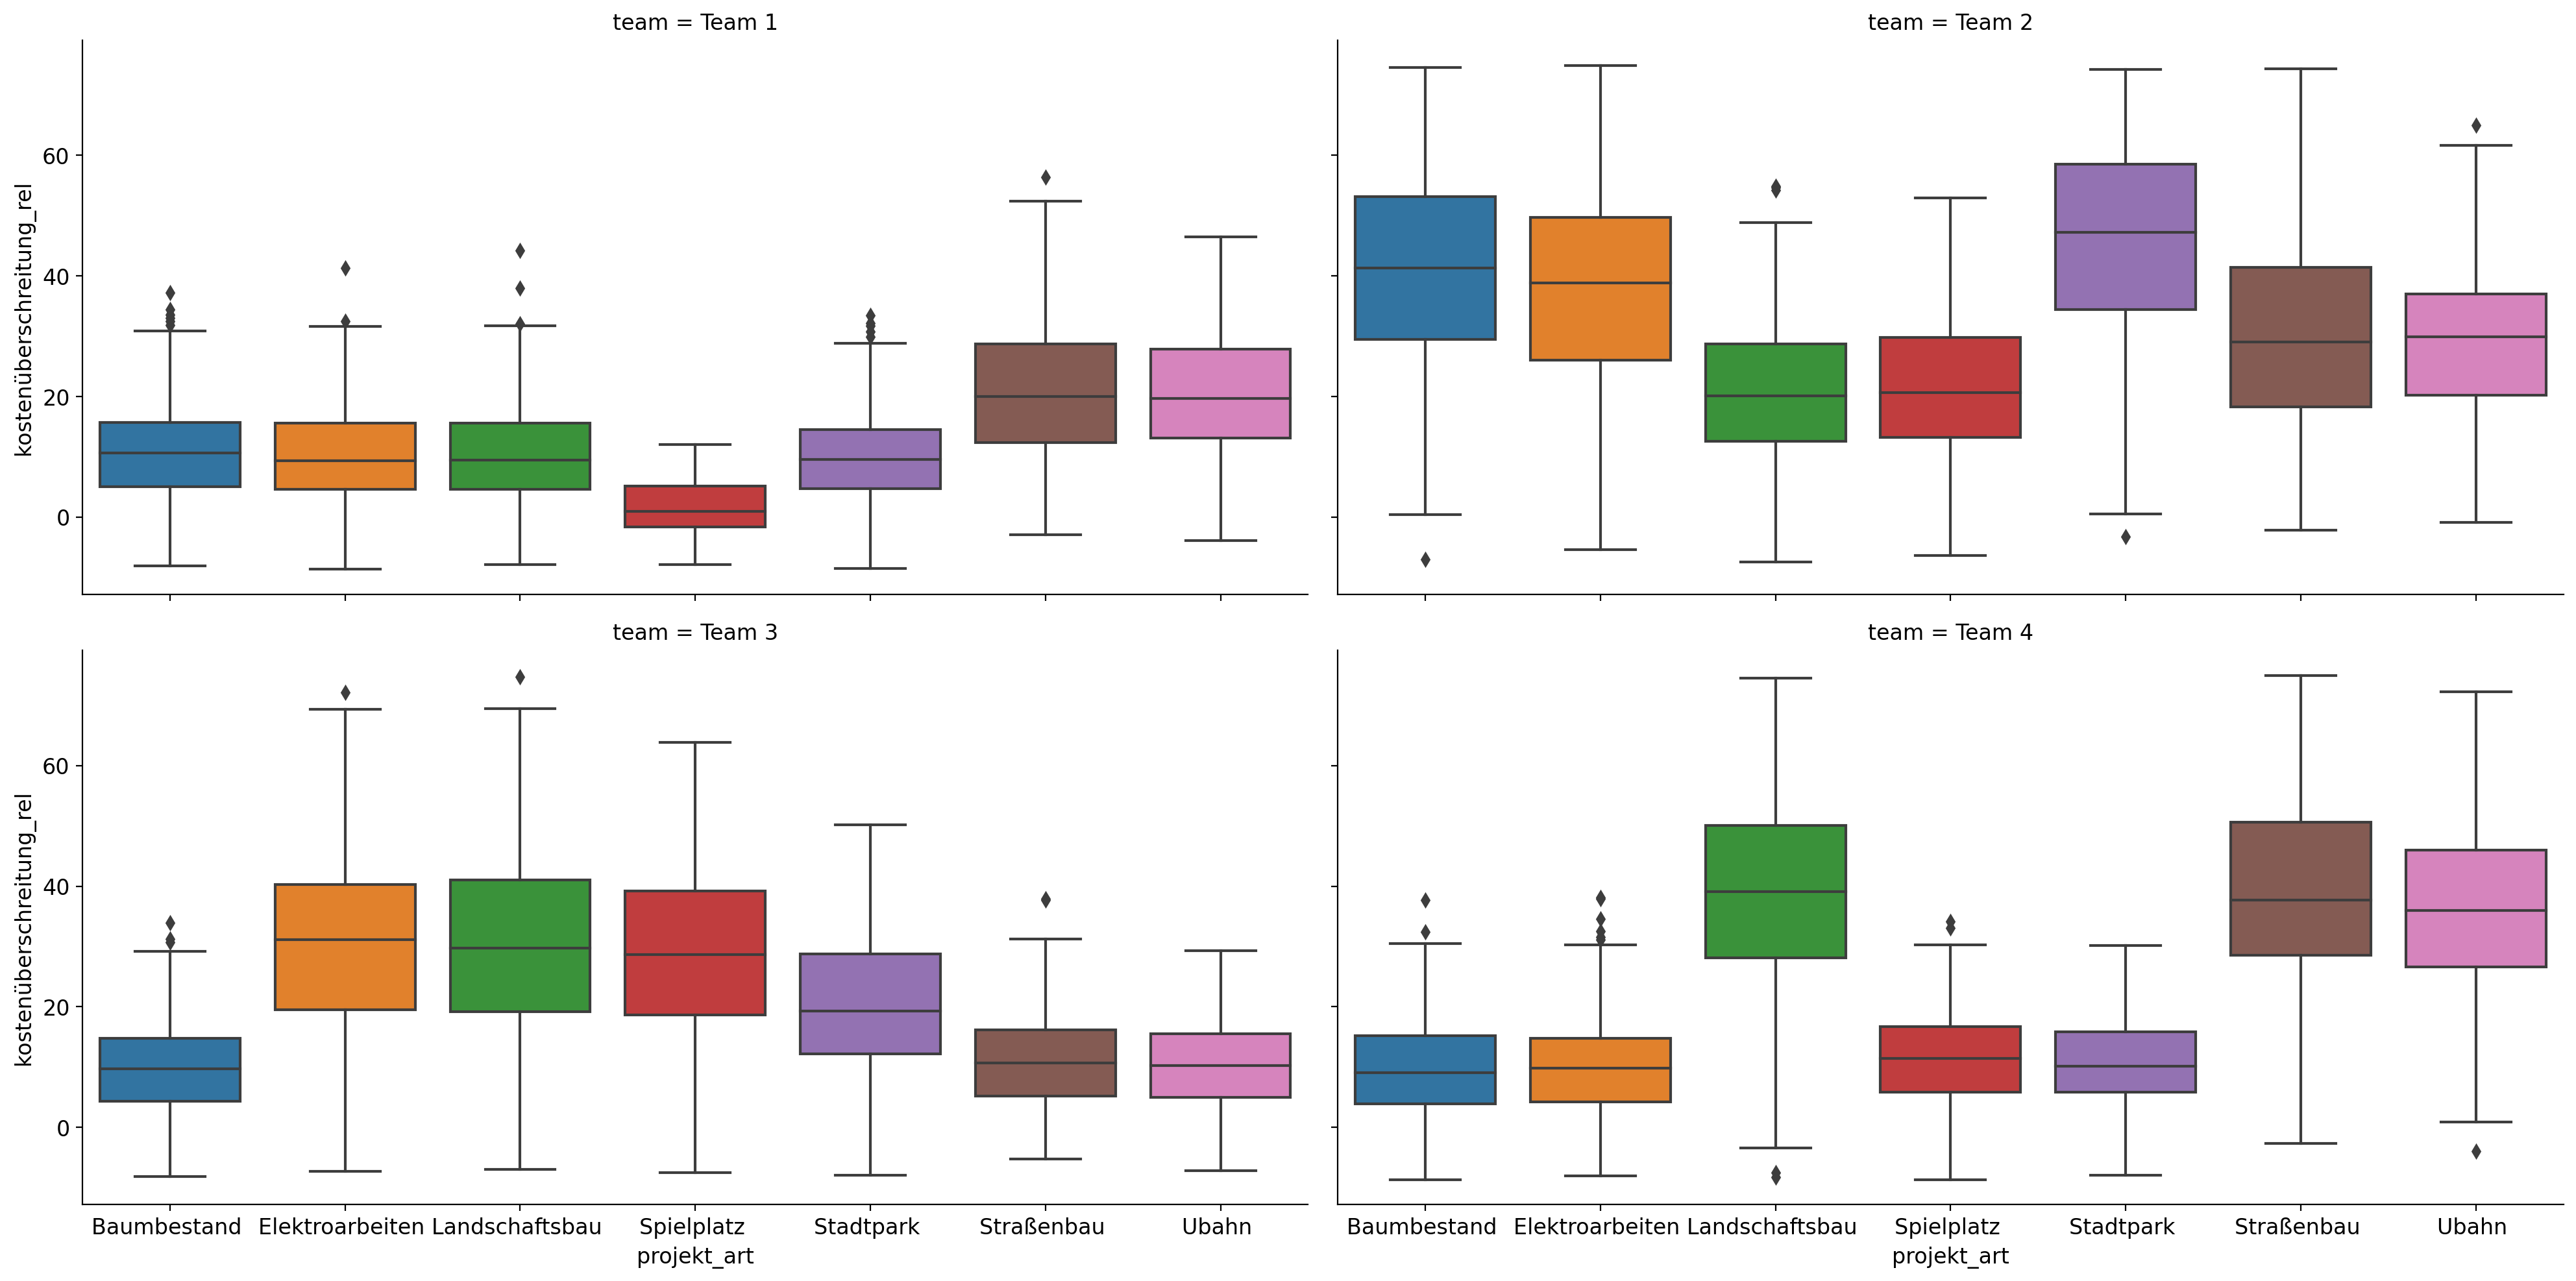 team = Team 1
team = Team 2
60
40
20
0
kostenüberschreitung_rel
team = Team 3
team = Team 4
60
40
20
0
kostenüberschreitung_rel
Baumbestand Elektroarbeiten Landschaftsbau Spielplatz Stadtpark Straßenbau Ubahn
Baumbestand Elektroarbeiten Landschaftsbau Spielplatz Stadtpark Straßenbau Ubahn
projekt_art
projekt_art